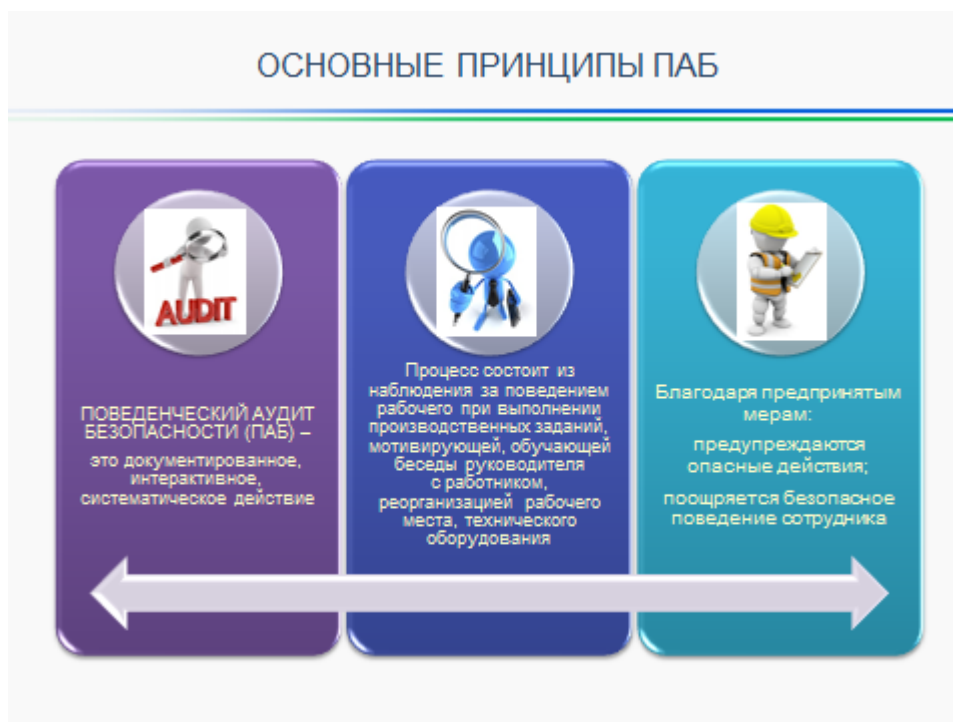 ОСНОВНЫЕ ПРИНЦИПЫ ПАБ
AUDIT
ПОВЕДЕНЧЕСКИЙ АУДИТ
БЕЗОПАСНОСТИ (ПАБ) –
это документированное,
интерактивное,
систематическое действие
Процесс состоит из
наблюдения за поведением
рабочего при выполнении
производственных заданий,
мотивирующей, обучающей
беседы руководителя
с работником,
реорганизацией рабочего
места, технического
оборудования
Благодаря предпринятым
мерам:
предупреждаются
опасные действия;
поощряется безопасное
поведение сотрудника